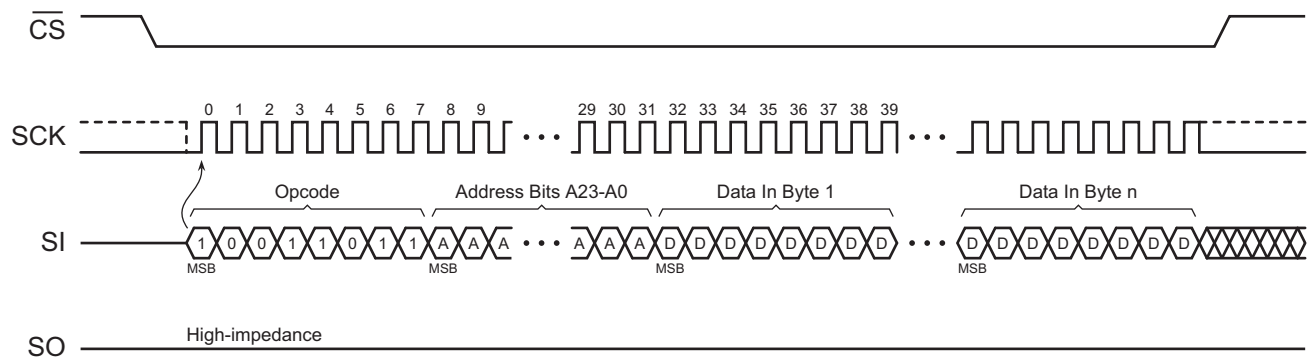 CS
0 1 2 3 4 5 6 7 8 9 29 30 31 32 33 34 35 36 37 38 39
SCK
Opcode Address Bits A23-A0 Data In Byte 1 Data In Byte n
SI 1 0 0 1 1 0 1 1 A A A A A A D D D D D D D D D D D D D D D D
MSB MSB MSB MSB
High-impedance
SO